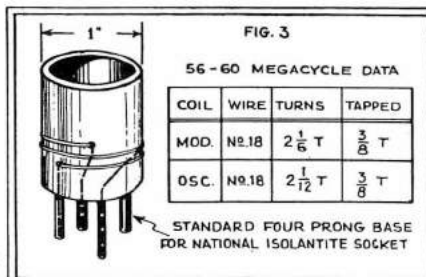 1"
FIG. 3
56-60 MEGACYCLE DATA
COIL WIRE TURNS TAPPED
MOD. No.18 2 1/6 T 3/8 T
OSC. No.18 2 1/12 T 3/8 T
STANDARD FOUR PRONG BASE
FOR NATIONAL ISOLANTITE SOCKET